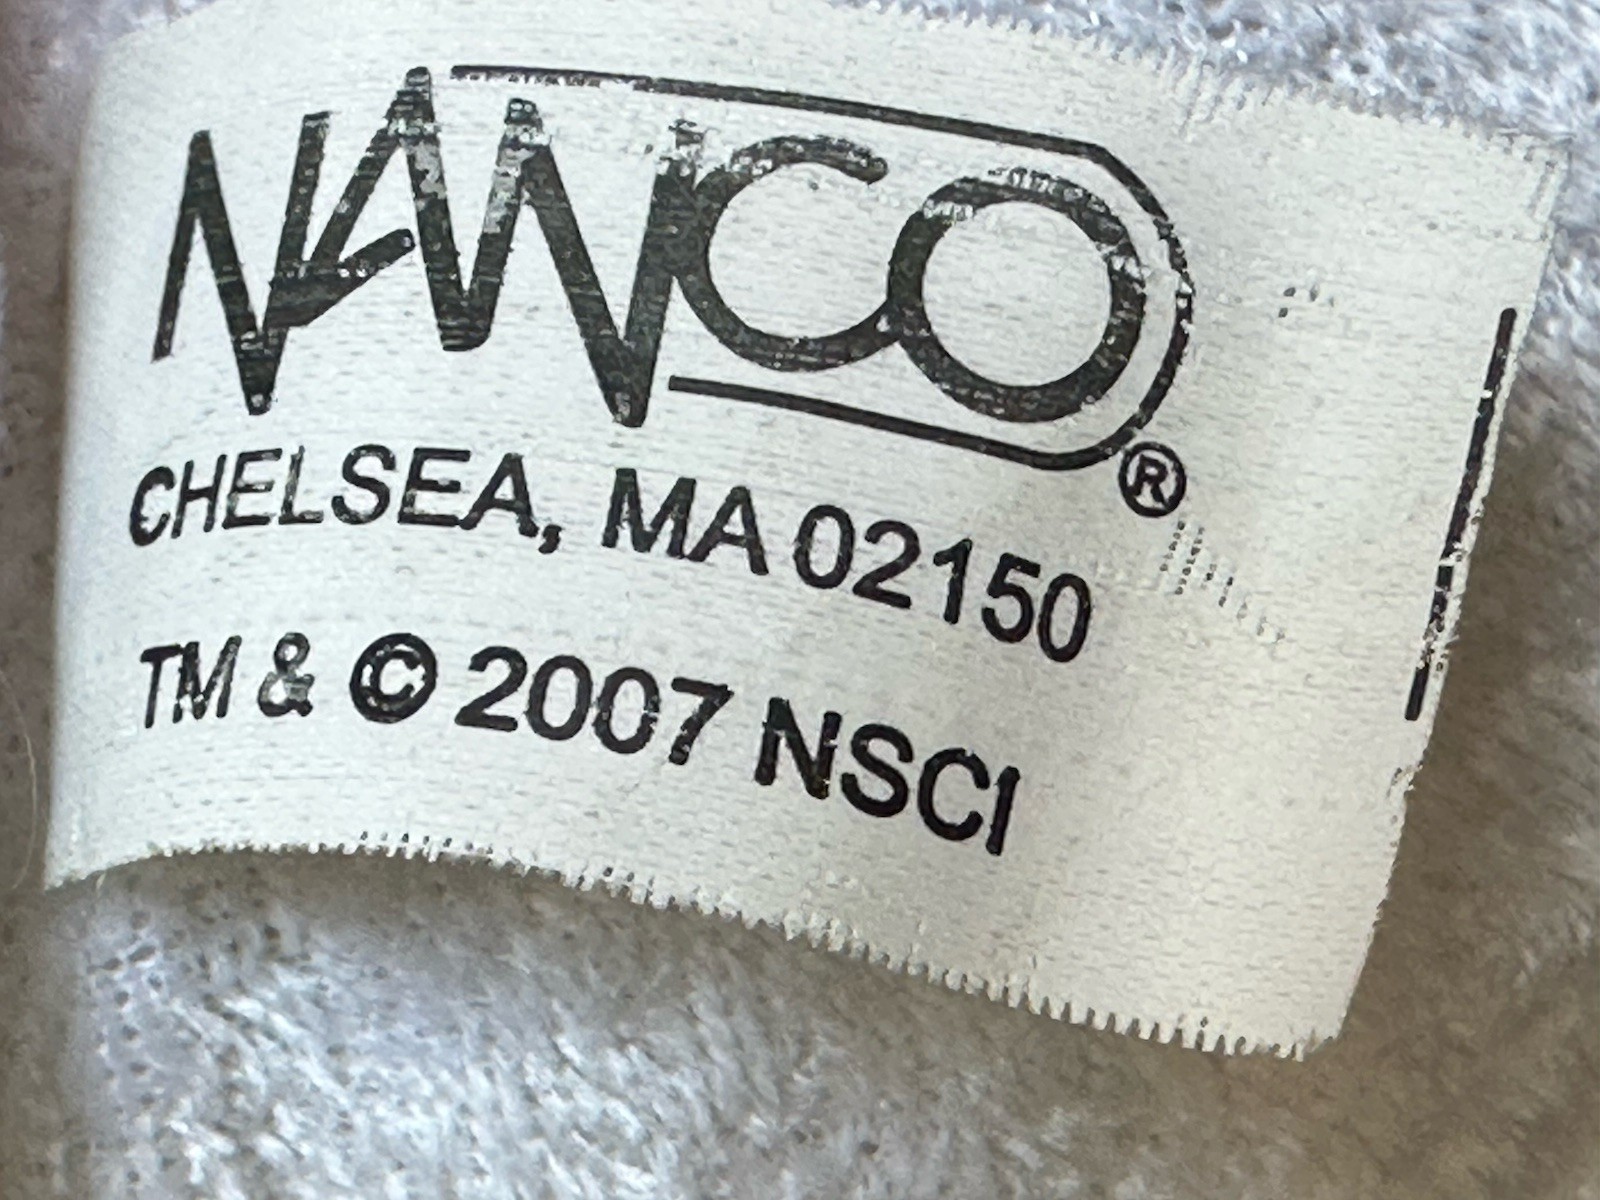 NANCO®
CHELSEA, MA 02150
TM & © 2007 NSCI